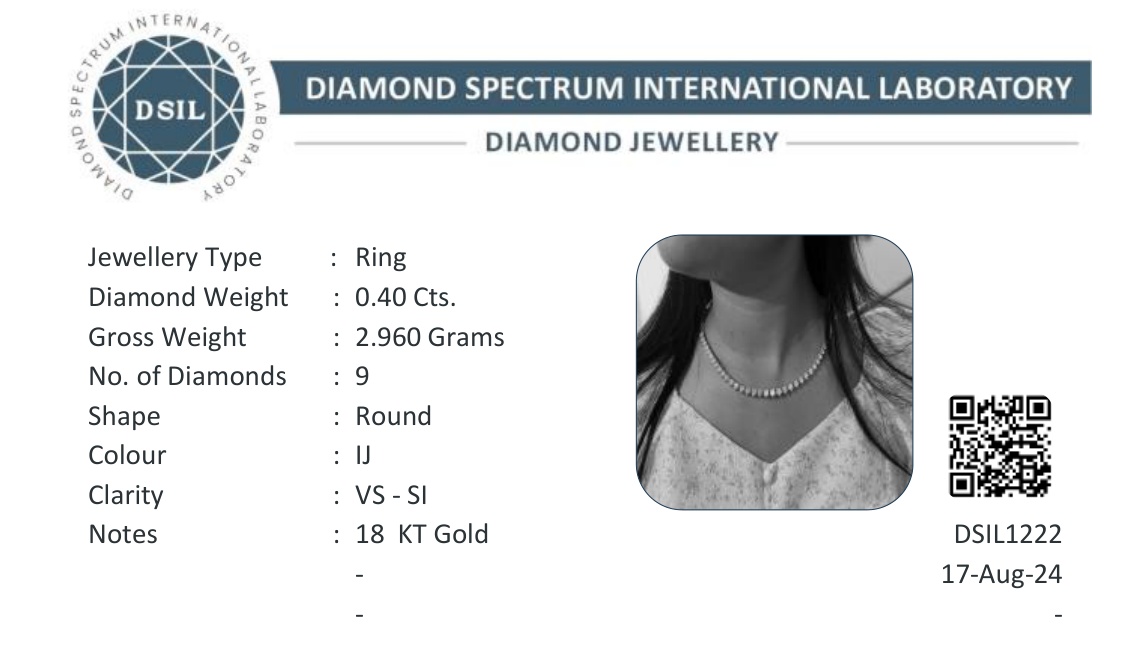 DIAMOND SPECTRUM INTERNATIONAL LABORATORY
DSIL
DIAMOND SPECTRUM INTERNATIONAL LABORATORY
DIAMOND JEWELLERY
Jewellery Type : Ring
Diamond Weight : 0.40 Cts.
Gross Weight : 2.960 Grams
No. of Diamonds : 9
Shape : Round
Colour : IJ
Clarity : VS - SI
Notes : 18 KT Gold
-
-
DSIL1222
17-Aug-24
-